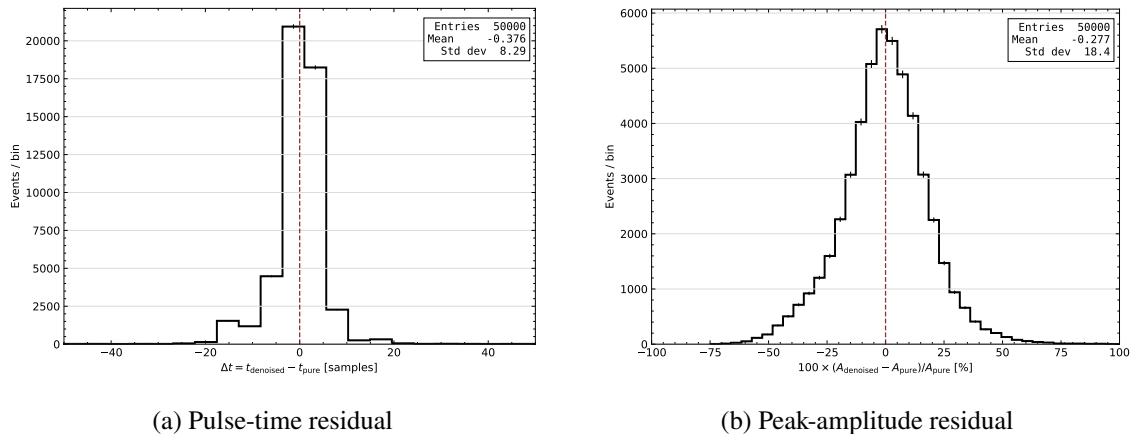 Events / bin
20000
17500
15000
12500
10000
7500
5000
2500
0
Entries 50000
Mean -0.376
Std dev 8.29
−40 −20 0 20 40
Δt = t_denoised − t_pure [samples]
(a) Pulse-time residual
Events / bin
6000
5000
4000
3000
2000
1000
0
Entries 50000
Mean -0.277
Std dev 18.4
−100 −75 −50 −25 0 25 50 75 100
100 × (A_denoised − A_pure)/A_pure [%]
(b) Peak-amplitude residual